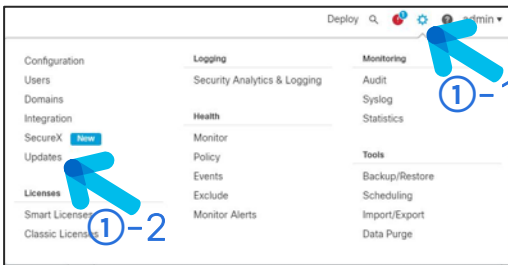 Deploy 1 ? admin
Configuration
Users
Domains
Integration
SecureX New
Updates
Licenses
Smart Licenses
Classic Licenses
Logging
Security Analytics & Logging
Health
Monitor
Policy
Events
Exclude
Monitor Alerts
Monitoring
Audit
Syslog
Statistics
Tools
Backup/Restore
Scheduling
Import/Export
Data Purge
①-1
①-2